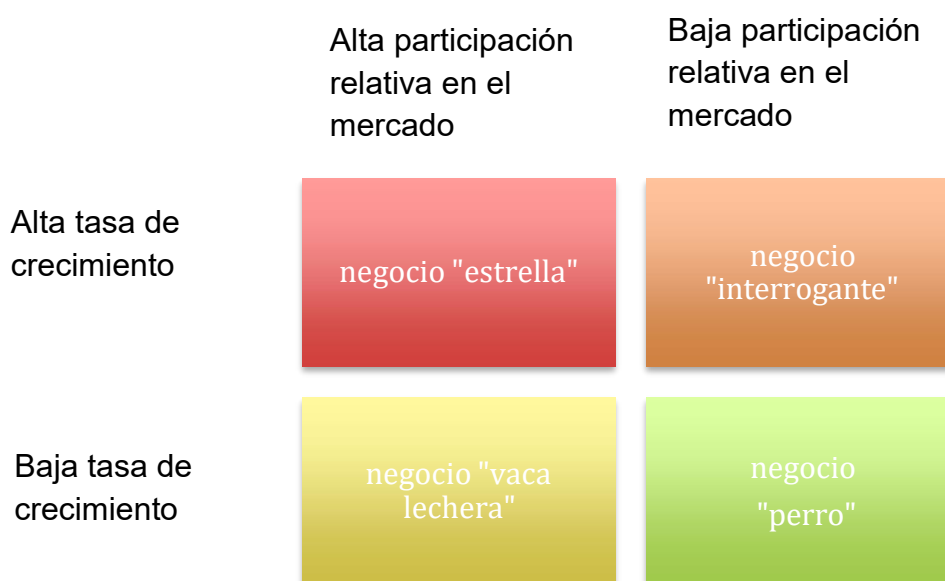 Alta participación
relativa en el
mercado
Baja participación
relativa en el
mercado
Alta tasa de
crecimiento
negocio "estrella"
negocio
"interrogante"
Baja tasa de
crecimiento
negocio "vaca
lechera"
negocio
"perro"